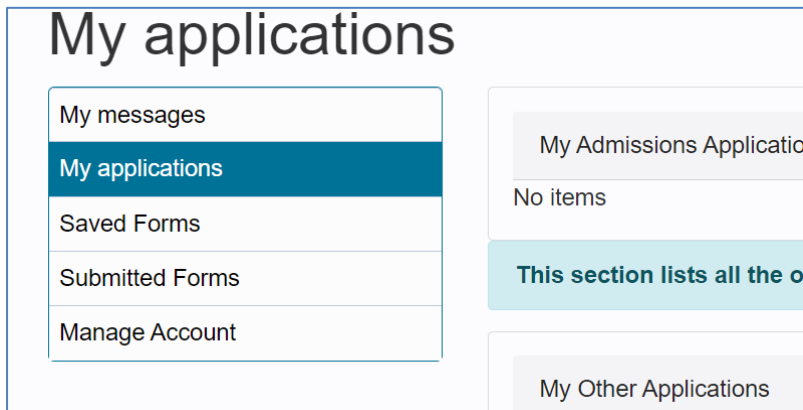 My applications
My messages
My applications
Saved Forms
Submitted Forms
Manage Account
My Admissions
No items
This section lists all the
My Other Applications